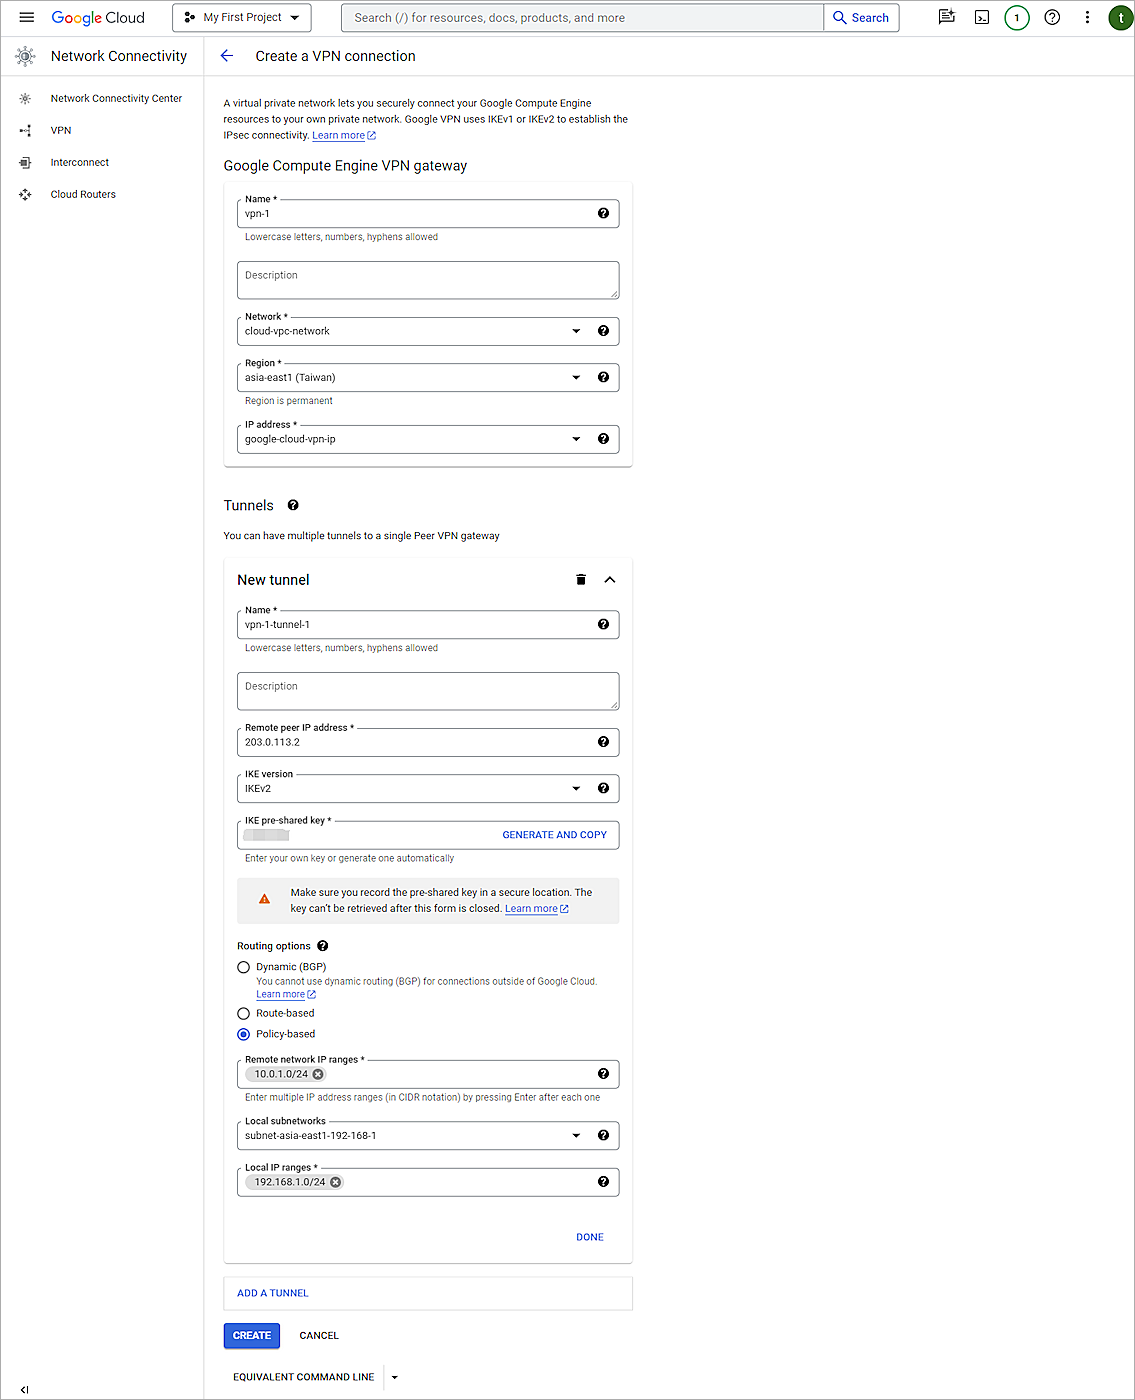 Google Cloud
My First Project
Search (/) for resources, docs, products, and more
Search
1
t
Network Connectivity
Create a VPN connection
Network Connectivity Center
VPN
Interconnect
Cloud Routers
A virtual private network lets you securely connect your Google Compute Engine
resources to your own private network. Google VPN uses IKEv1 or IKEv2 to establish the
IPsec connectivity. Learn more
Google Compute Engine VPN gateway
Name *
vpn-1
Lowercase letters, numbers, hyphens allowed
Description
Network *
cloud-vpc-network
Region *
asia-east1 (Taiwan)
Region is permanent
IP address *
google-cloud-vpn-ip
Tunnels
You can have multiple tunnels to a single Peer VPN gateway
New tunnel
Name *
vpn-1-tunnel-1
Lowercase letters, numbers, hyphens allowed
Description
Remote peer IP address *
203.0.113.2
IKE version
IKEv2
IKE pre-shared key *
GENERATE AND COPY
Enter your own key or generate one automatically
Make sure you record the pre-shared key in a secure location. The
key can't be retrieved after this form is closed. Learn more
Routing options
Dynamic (BGP)
You cannot use dynamic routing (BGP) for connections outside of Google Cloud.
Learn more
Route-based
Policy-based
Remote network IP ranges *
10.0.1.0/24
Enter multiple IP address ranges (in CIDR notation) by pressing Enter after each one
Local subnetworks
subnet-asia-east1-192-168-1
Local IP ranges *
192.168.1.0/24
DONE
ADD A TUNNEL
CREATE
CANCEL
EQUIVALENT COMMAND LINE